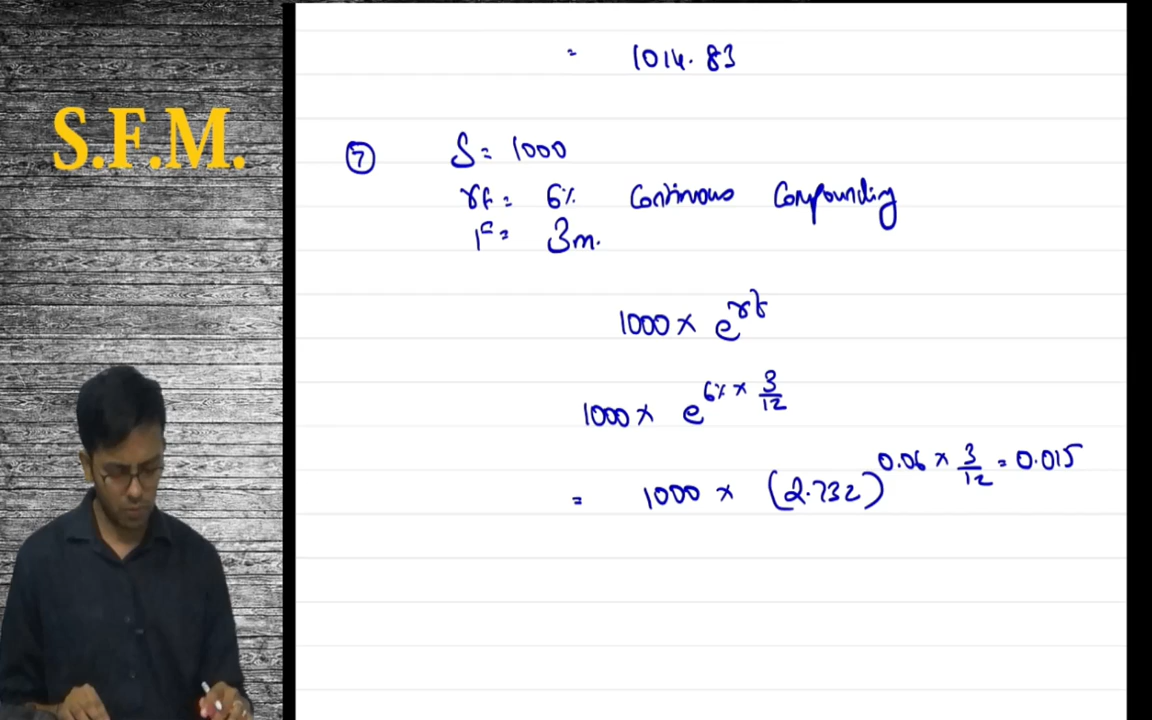 S.F.M.
= 1014.83
7 S = 1000
rf = 6% Continuous Compounding
F = 3m.
1000 × e^rt
1000 × e^6% × 3/12
= 1000 × (2.732)^0.06 × 3/12 = 0.015